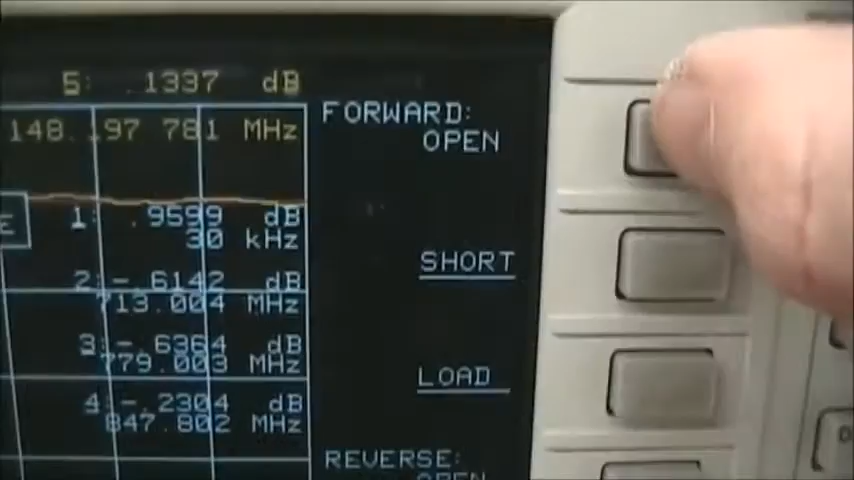 5: .1337 dB
148.197 781 MHz
1: .9599 dB
30 kHz
2:-.6142 dB
713.004 MHz
3:-.6364 dB
779.003 MHz
4:-.2304 dB
847.802 MHz
FORWARD:
OPEN
SHORT
LOAD
REVERSE:
OPEN